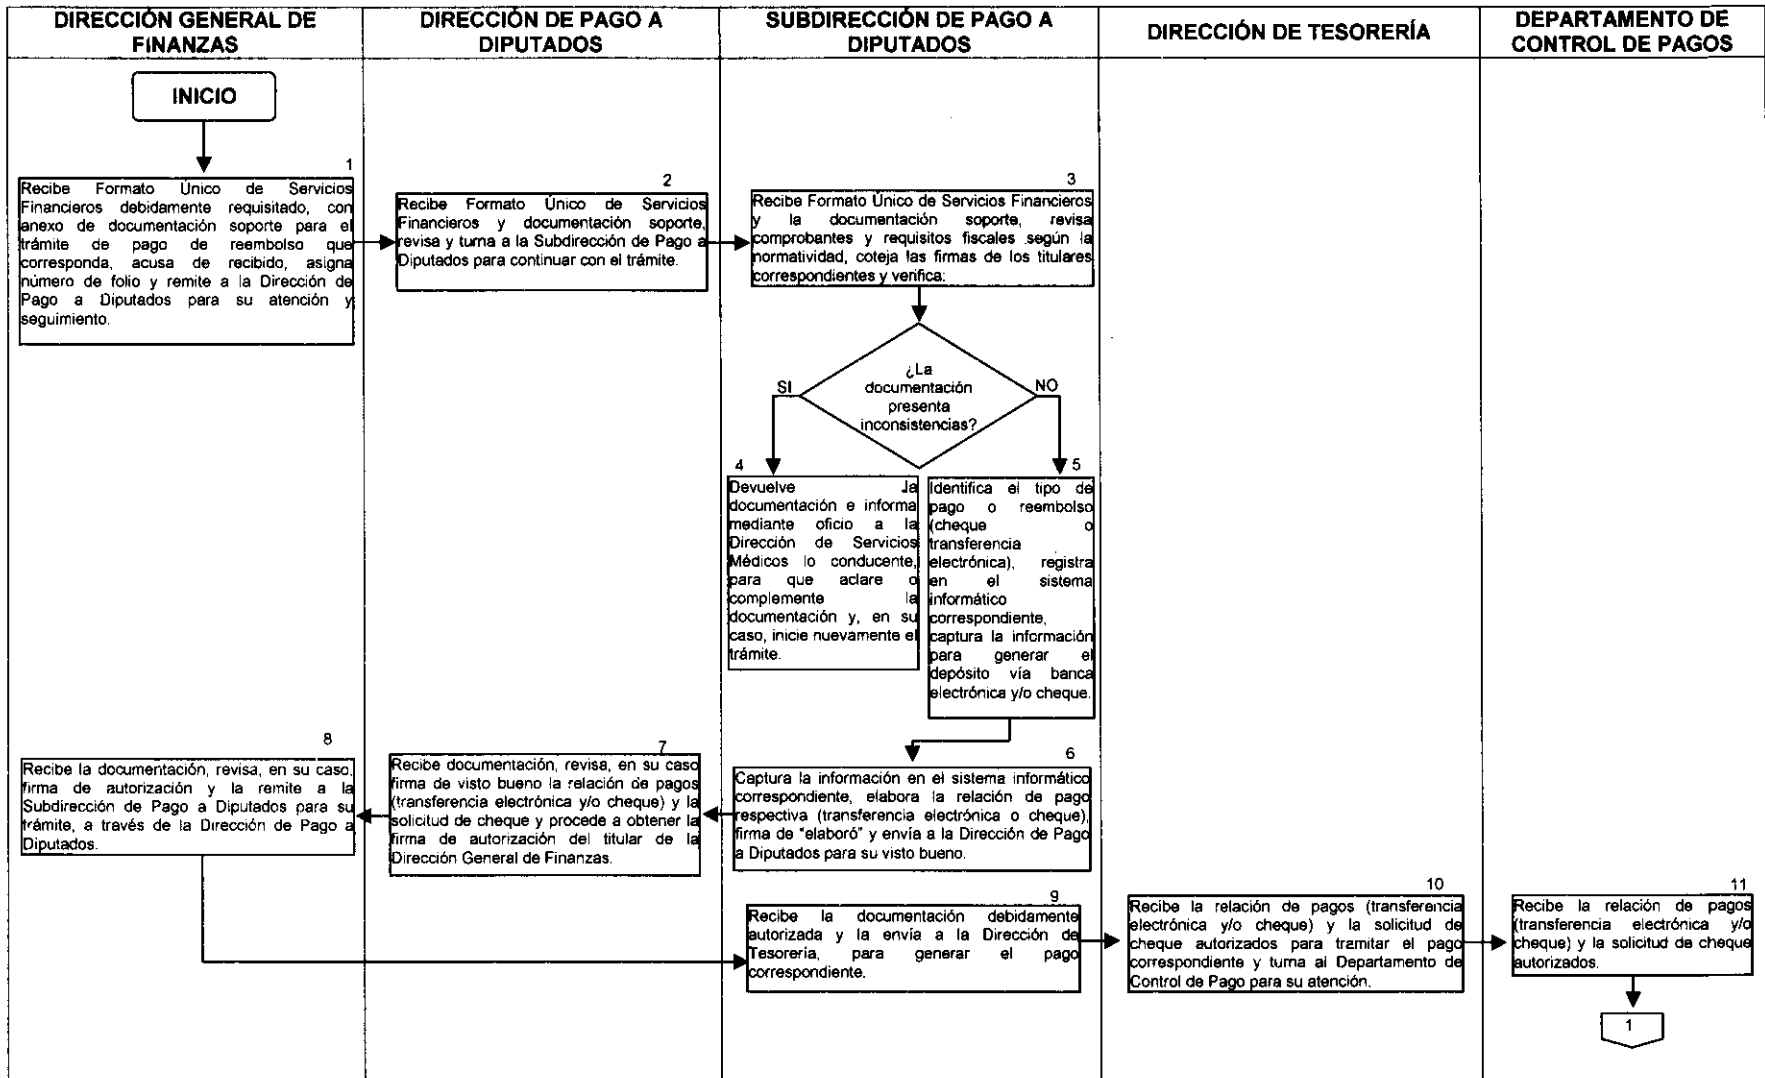 DIRECCIÓN GENERAL DE
FINANZAS
DIRECCIÓN DE PAGO A
DIPUTADOS
SUBDIRECCIÓN DE PAGO A
DIPUTADOS
DIRECCIÓN DE TESORERÍA
DEPARTAMENTO DE
CONTROL DE PAGOS
INICIO
1
Recibe Formato Único de Servicios
Financieros debidamente requisitado, con
anexo de documentación soporte para el
trámite de pago de reembolso que
corresponda, acusa de recibido, asigna
número de folio y remite a la Dirección de
Pago a Diputados para su atención y
seguimiento.
2
Recibe Formato Único de Servicios
Financieros y documentación soporte,
revisa y turna a la Subdirección de Pago a
Diputados para continuar con el trámite.
3
Recibe Formato Único de Servicios Financieros
y la documentación soporte, revisa
comprobantes y requisitos fiscales según la
normatividad, coteja las firmas de los titulares
correspondientes y verifica:
¿La
documentación
presenta
inconsistencias?
SI
NO
4
Devuelve la
documentación e informa
mediante oficio a la
Dirección de Servicios
Médicos lo conducente,
para que aclare o
complemente la
documentación y, en su
caso, inicie nuevamente el
trámite.
5
Identifica el tipo de
pago o reembolso
(cheque o
transferencia
electrónica), registra
en el sistema
informático
correspondiente,
captura la información
para generar el
depósito vía banca
electrónica y/o cheque.
6
Captura la información en el sistema informático
correspondiente, elabora la relación de pago
respectiva (transferencia electrónica o cheque),
firma de "elaboró" y envía a la Dirección de Pago
a Diputados para su visto bueno.
7
Recibe documentación, revisa, en su caso
firma de visto bueno la relación de pagos
(transferencia electrónica y/o cheque) y la
solicitud de cheque y procede a obtener la
firma de autorización del titular de la
Dirección General de Finanzas.
8
Recibe la documentación, revisa, en su caso,
firma de autorización y la remite a la
Subdirección de Pago a Diputados para su
trámite, a través de la Dirección de Pago a
Diputados.
9
Recibe la documentación debidamente
autorizada y la envía a la Dirección de
Tesorería, para generar el pago
correspondiente.
10
Recibe la relación de pagos (transferencia
electrónica y/o cheque) y la solicitud de
cheque autorizados para tramitar el pago
correspondiente y turna al Departamento de
Control de Pago para su atención.
11
Recibe la relación de pagos
(transferencia electrónica y/o
cheque) y la solicitud de cheque
autorizados.
1